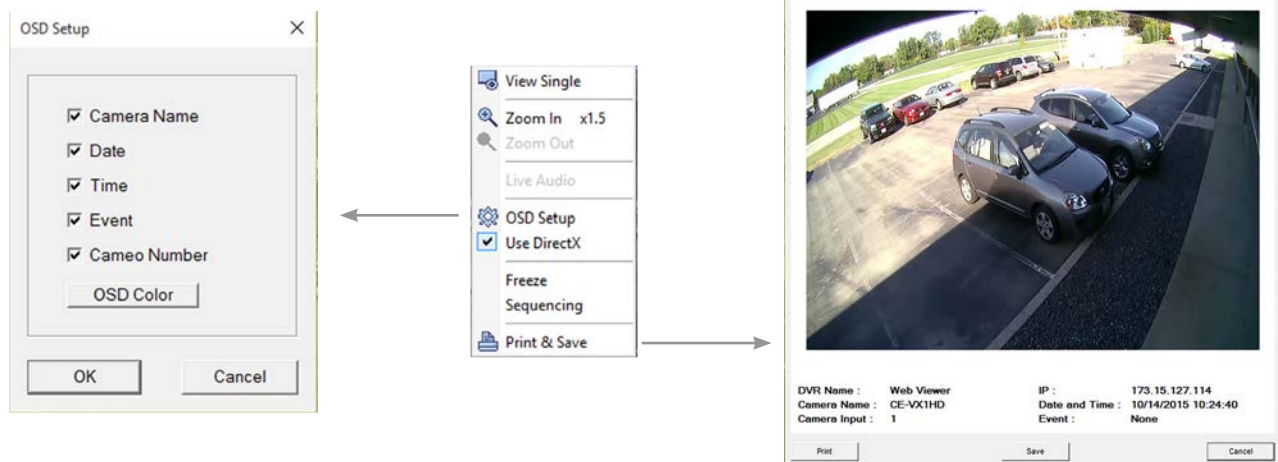 OSD Setup
Camera Name
Date
Time
Event
Cameo Number
OSD Color
OK Cancel
View Single
Zoom In x1.5
Zoom Out
Live Audio
OSD Setup
Use DirectX
Freeze
Sequencing
Print & Save
DVR Name : Web Viewer IP : 173.15.127.114
Camera Name : CE-VX1HD Date and Time : 10/14/2015 10:24:40
Camera Input : 1 Event : None
Print Save Cancel